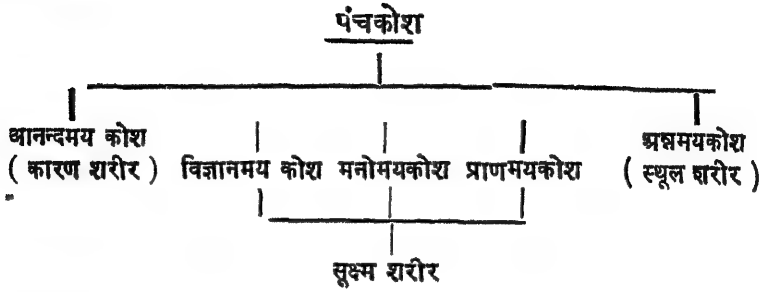 पंचकोश
आनन्दमय कोश
( कारण शरीर )
विज्ञानमय कोश
मनोमयकोश
प्राणमयकोश
अन्नमयकोश
( स्थूल शरीर )
सूक्ष्म शरीर